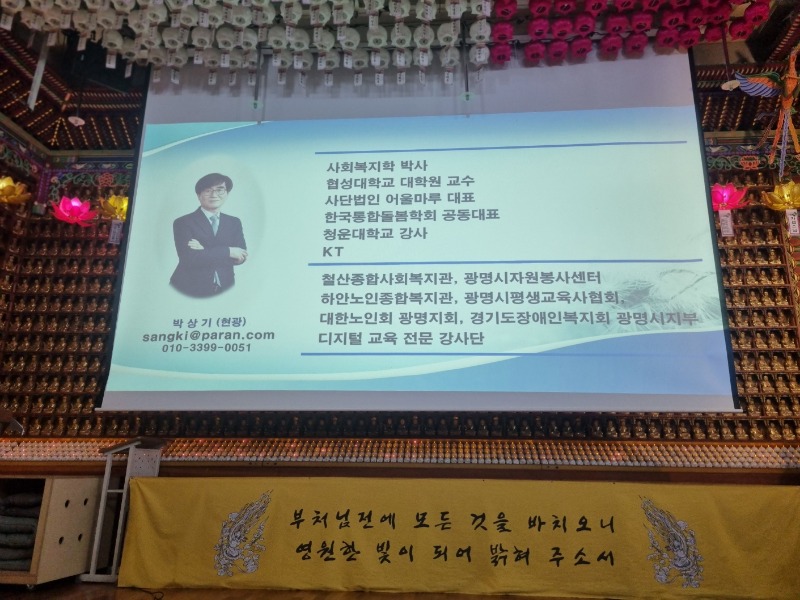 사회복지학 박사
협성대학교 대학원 교수
사단법인 어울마루 대표
한국통합돌봄학회 공동대표
청운대학교 강사
KT
철산종합사회복지관, 광명시자원봉사센터
하안노인종합복지관, 광명시평생교육사협회,
대한노인회 광명지회, 경기도장애인복지회 광명시지부
디지털 교육 전문 강사단
박 상 기 (현광)
sangki@paran.com
010-3399-0051
부처님전에 모든 것을 바치오니
영원한 빛이 되어 밝혀 주소서